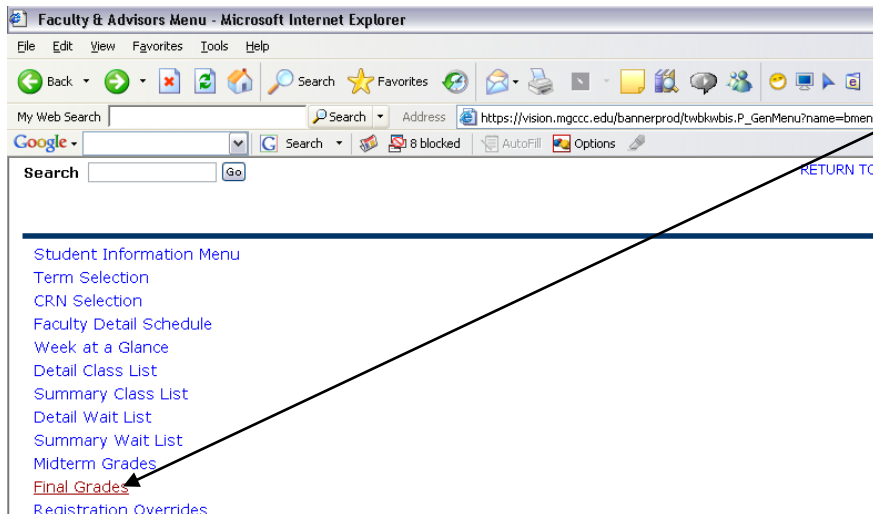 Faculty & Advisors Menu - Microsoft Internet Explorer
File Edit View Favorites Tools Help
Back Search Favorites
My Web Search Search Address https://vision.mgccc.edu/bannerprod/twbkwbis.P_GenMenu?name=bmen
Google Search 8 blocked AutoFill Options
Search Go RETURN TO
Student Information Menu
Term Selection
CRN Selection
Faculty Detail Schedule
Week at a Glance
Detail Class List
Summary Class List
Detail Wait List
Summary Wait List
Midterm Grades
Final Grades
Registration Overrides